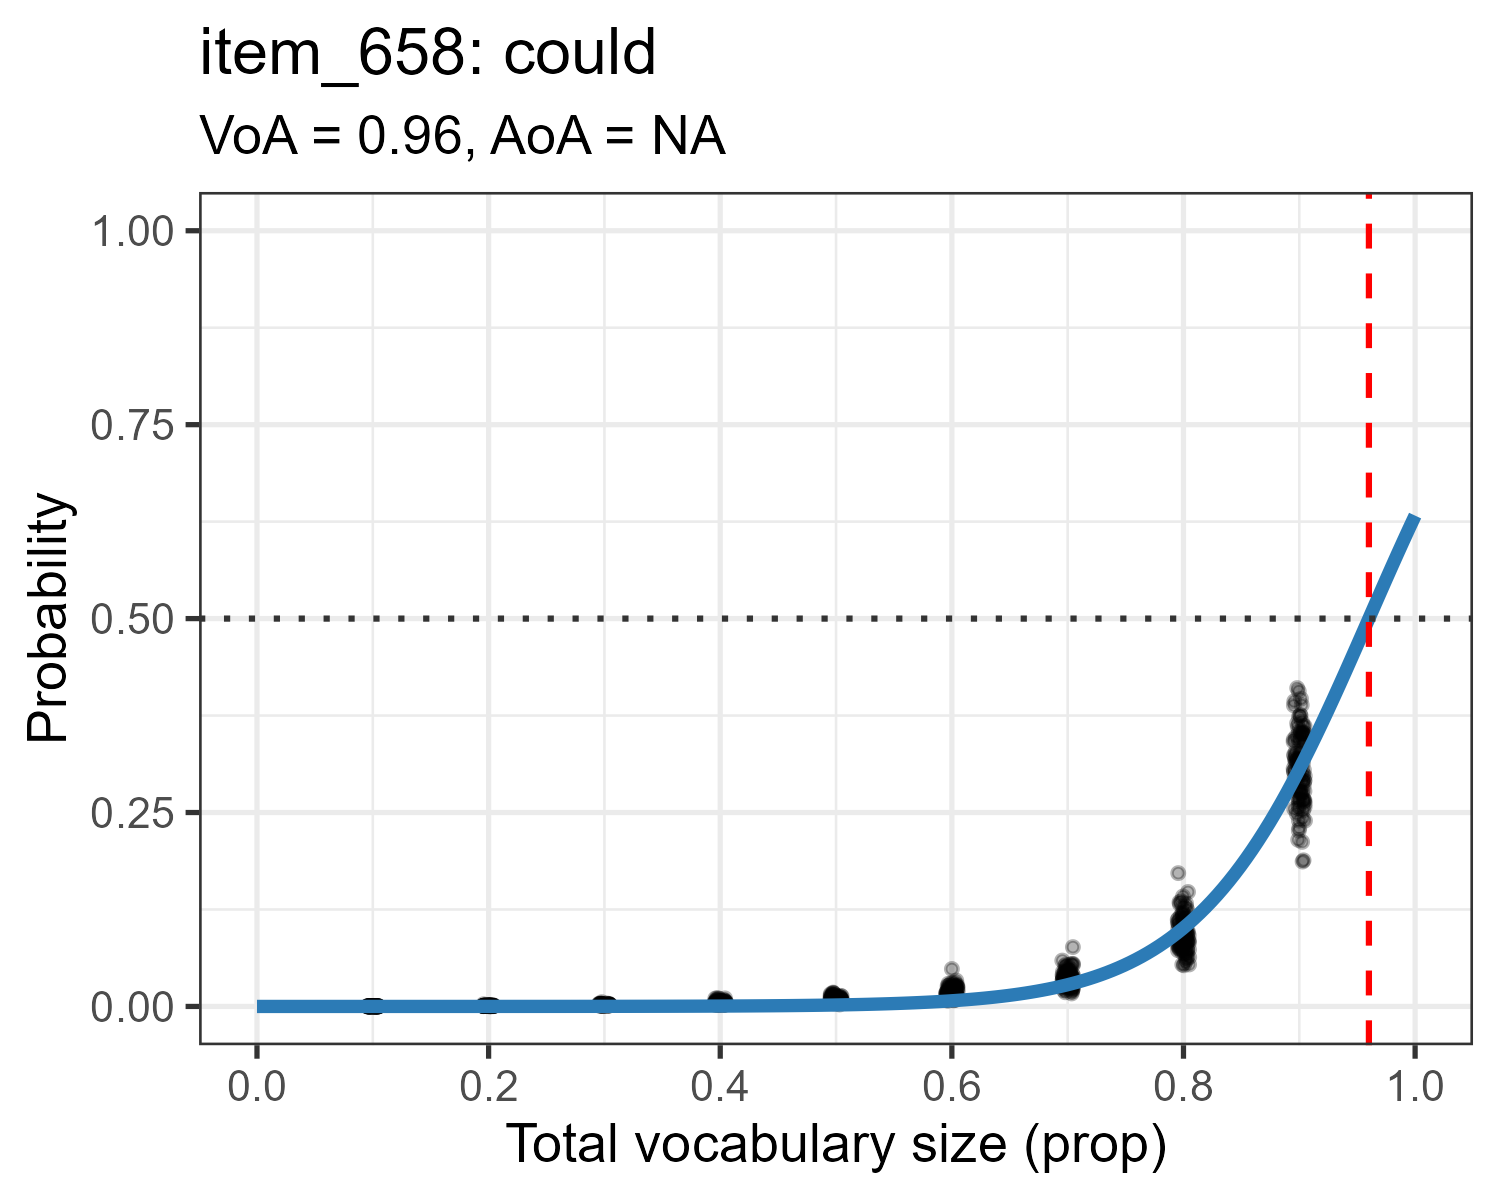 item_658: could
VoA = 0.96, AoA = NA
1.00
0.75
0.50
0.25
0.00
Probability
0.0 0.2 0.4 0.6 0.8 1.0
Total vocabulary size (prop)